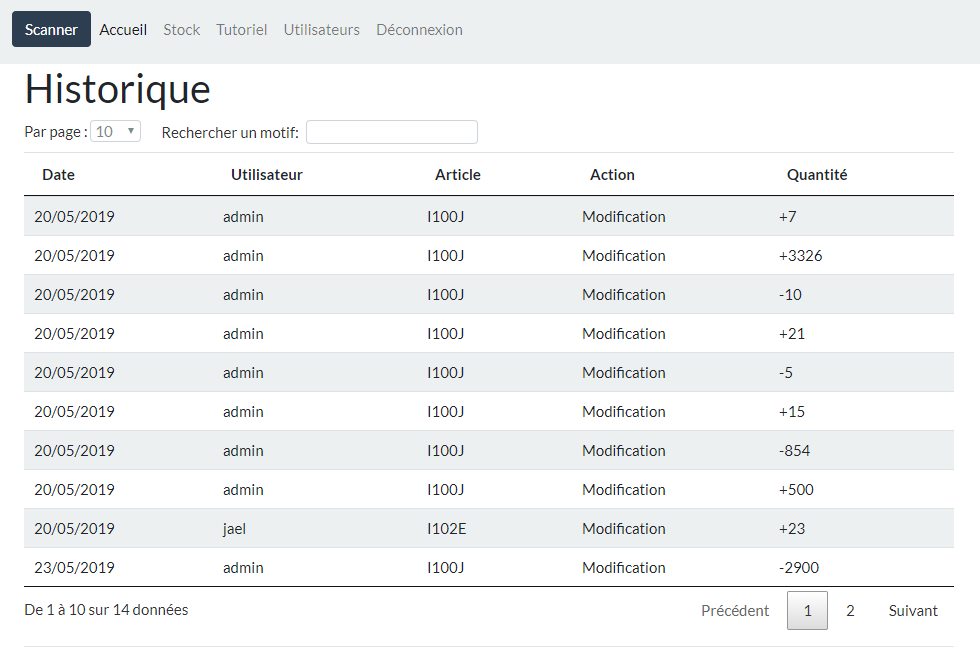 Scanner Accueil Stock Tutoriel Utilisateurs Déconnexion
Historique
Par page : 10 Rechercher un motif:
Date Utilisateur Article Action Quantité
20/05/2019 admin I100J Modification +7
20/05/2019 admin I100J Modification +3326
20/05/2019 admin I100J Modification -10
20/05/2019 admin I100J Modification +21
20/05/2019 admin I100J Modification -5
20/05/2019 admin I100J Modification +15
20/05/2019 admin I100J Modification -854
20/05/2019 admin I100J Modification +500
20/05/2019 jael I102E Modification +23
23/05/2019 admin I100J Modification -2900
De 1 à 10 sur 14 données Précédent 1 2 Suivant